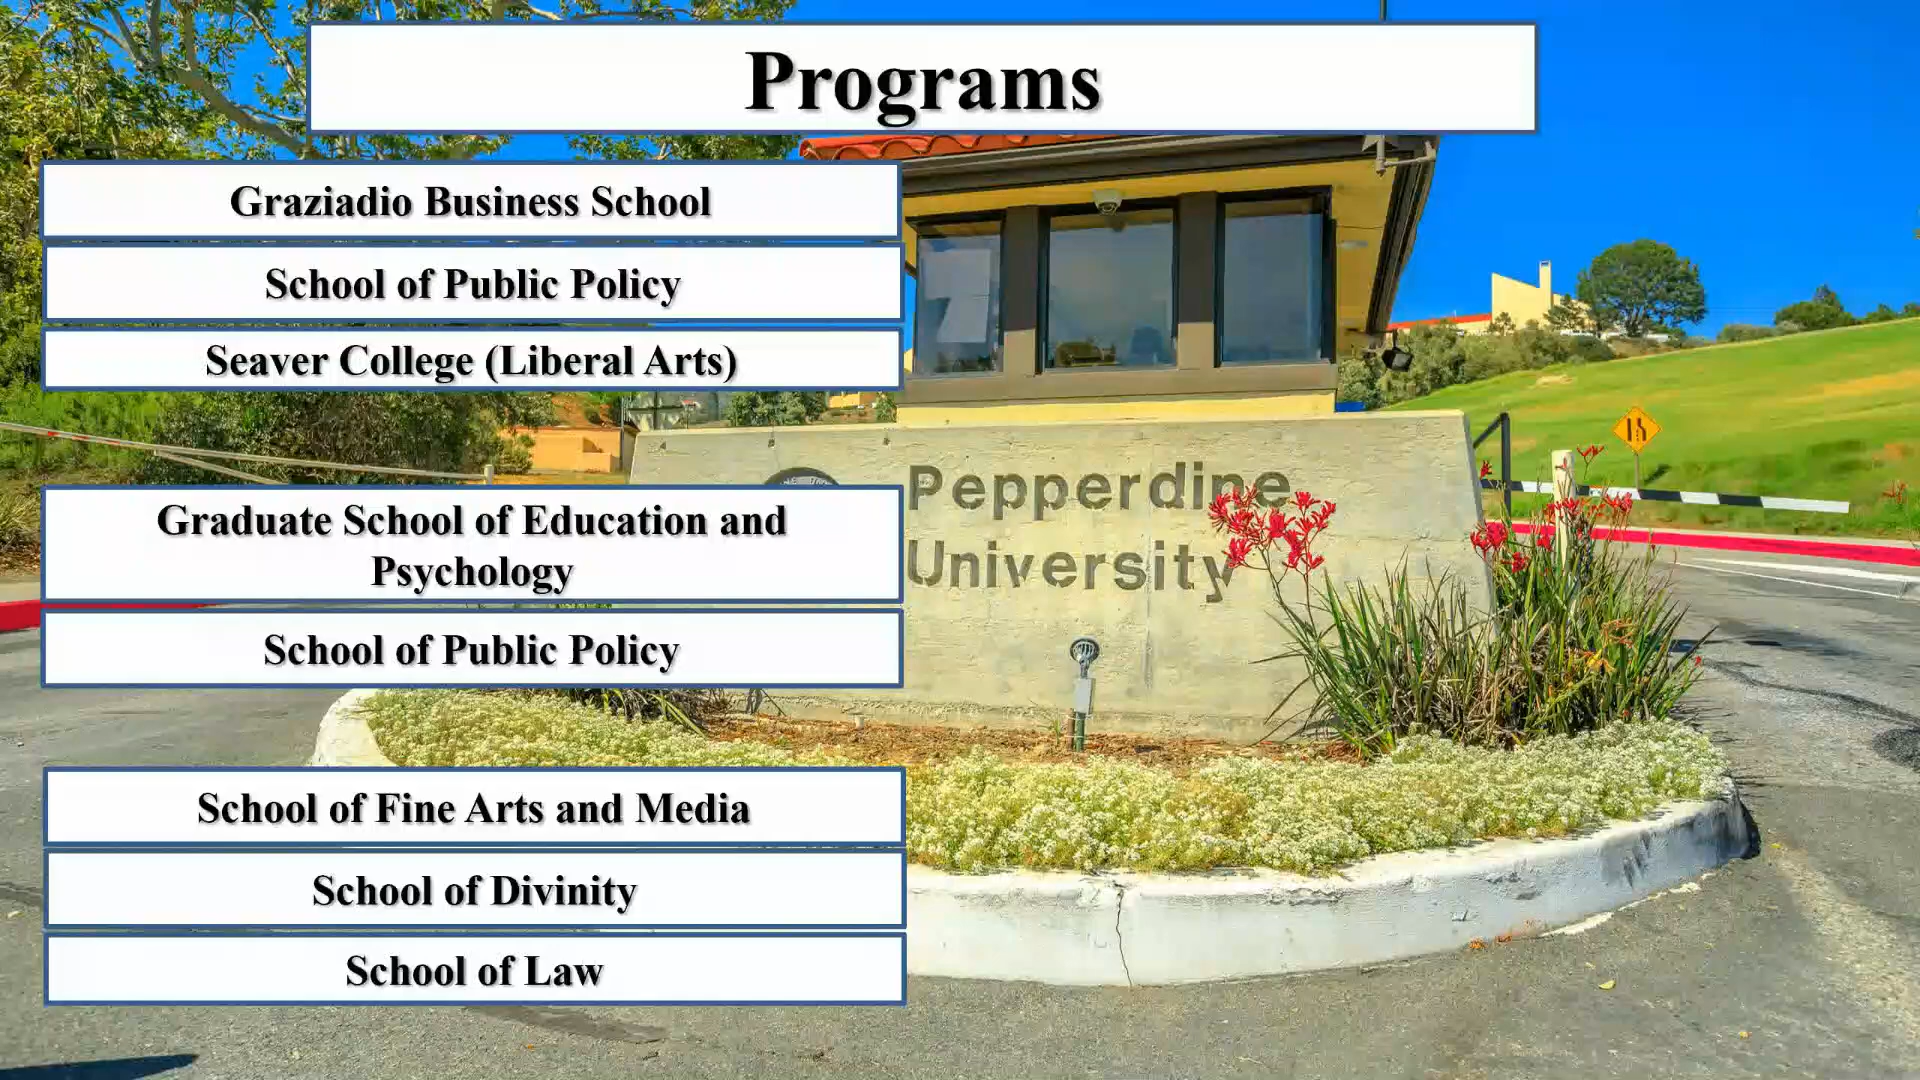 Programs
Graziadio Business School
School of Public Policy
Seaver College (Liberal Arts)
Pepperdine
University
Graduate School of Education and
Psychology
School of Public Policy
School of Fine Arts and Media
School of Divinity
School of Law